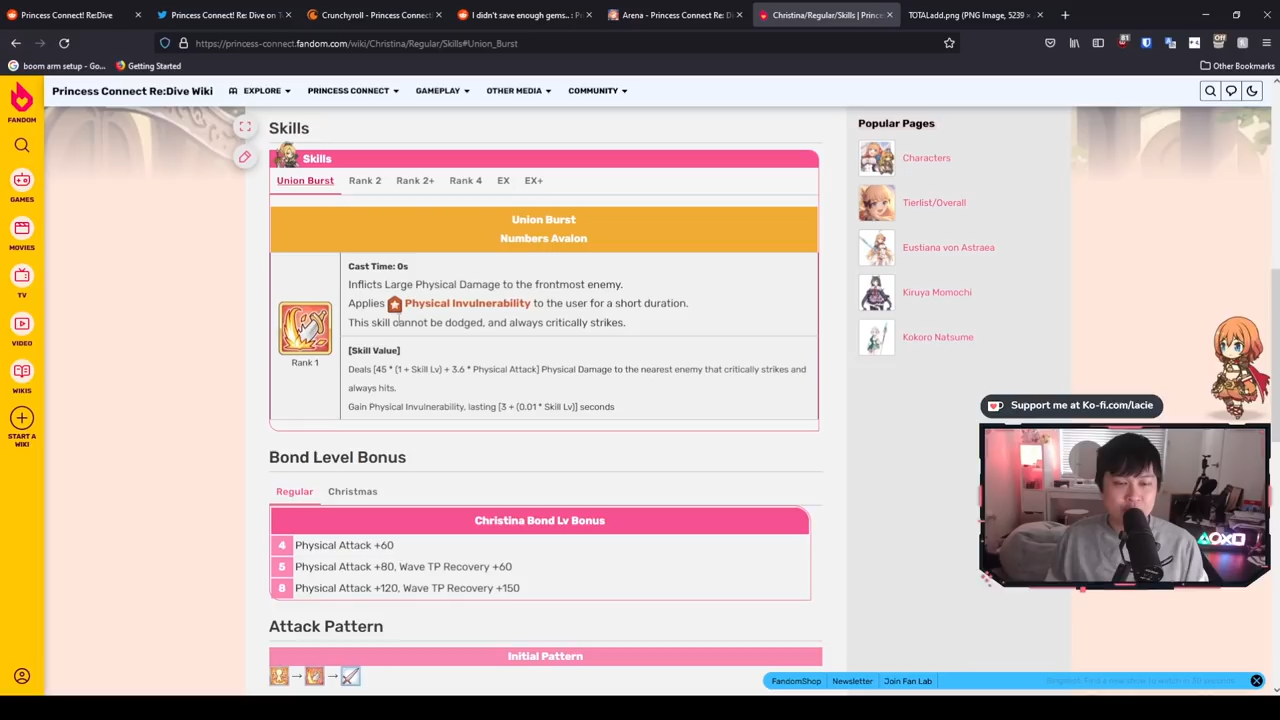 Princess Connect! Re:Dive
Princess Connect! Re: Dive on T
Crunchyroll - Princess Connect!
I didn't save enough gems.. : P
Arena - Princess Connect Re: Di
Christina/Regular/Skills | Prince
TOTALadd.png (PNG Image, 5239 ×
https://princess-connect.fandom.com/wiki/Christina/Regular/Skills#Union_Burst
81
Off
boom arm setup - Go...
Getting Started
Other Bookmarks
FANDOM
GAMES
MOVIES
TV
VIDEO
WIKIS
START A
WIKI
Princess Connect Re:Dive Wiki
EXPLORE
PRINCESS CONNECT
GAMEPLAY
OTHER MEDIA
COMMUNITY
Skills
Skills
Union Burst
Rank 2
Rank 2+
Rank 4
EX
EX+
Union Burst
Numbers Avalon
Rank 1
Cast Time: 0s
Inflicts Large Physical Damage to the frontmost enemy.
Applies Physical Invulnerability to the user for a short duration.
This skill cannot be dodged, and always critically strikes.
[Skill Value]
Deals [45 * (1 + Skill Lv) + 3.6 * Physical Attack] Physical Damage to the nearest enemy that critically strikes and
always hits.
Gain Physical Invulnerability, lasting [3 + (0.01 * Skill Lv)] seconds
Bond Level Bonus
Regular
Christmas
Christina Bond Lv Bonus
4 Physical Attack +60
5 Physical Attack +80, Wave TP Recovery +60
8 Physical Attack +120, Wave TP Recovery +150
Attack Pattern
Initial Pattern
Popular Pages
Characters
Tierlist/Overall
Eustiana von Astraea
Kiruya Momochi
Kokoro Natsume
Support me at Ko-fi.com/lacie
FandomShop
Newsletter
Join Fan Lab